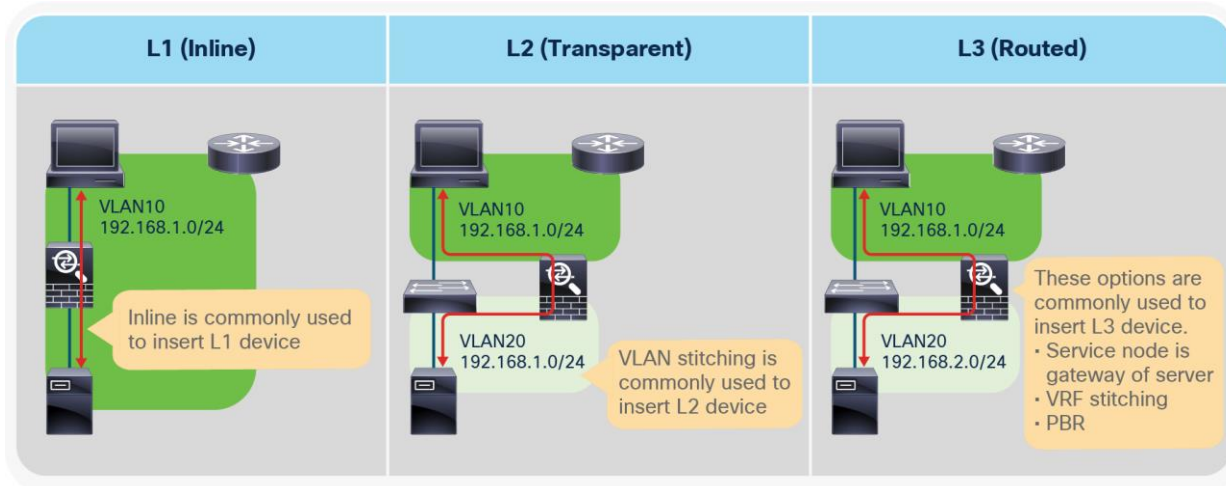 L1 (Inline)
VLAN10
192.168.1.0/24
Inline is commonly used
to insert L1 device
L2 (Transparent)
VLAN10
192.168.1.0/24
VLAN20
192.168.1.0/24
VLAN stitching is
commonly used to
insert L2 device
L3 (Routed)
VLAN10
192.168.1.0/24
VLAN20
192.168.2.0/24
These options are
commonly used to
insert L3 device.
· Service node is
gateway of server
· VRF stitching
· PBR